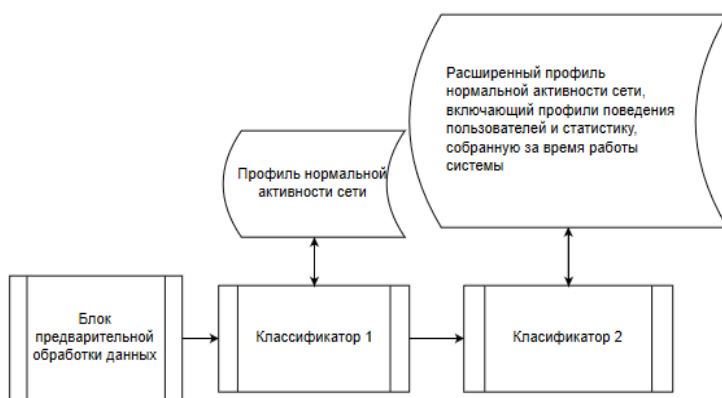 Расширенный профиль
нормальной активности сети,
включающий профили поведения
пользователей и статистику,
собранную за время работы
системы
Профиль нормальной
активности сети
Блок
предварительной
обработки данных
Классификатор 1
Класификатор 2